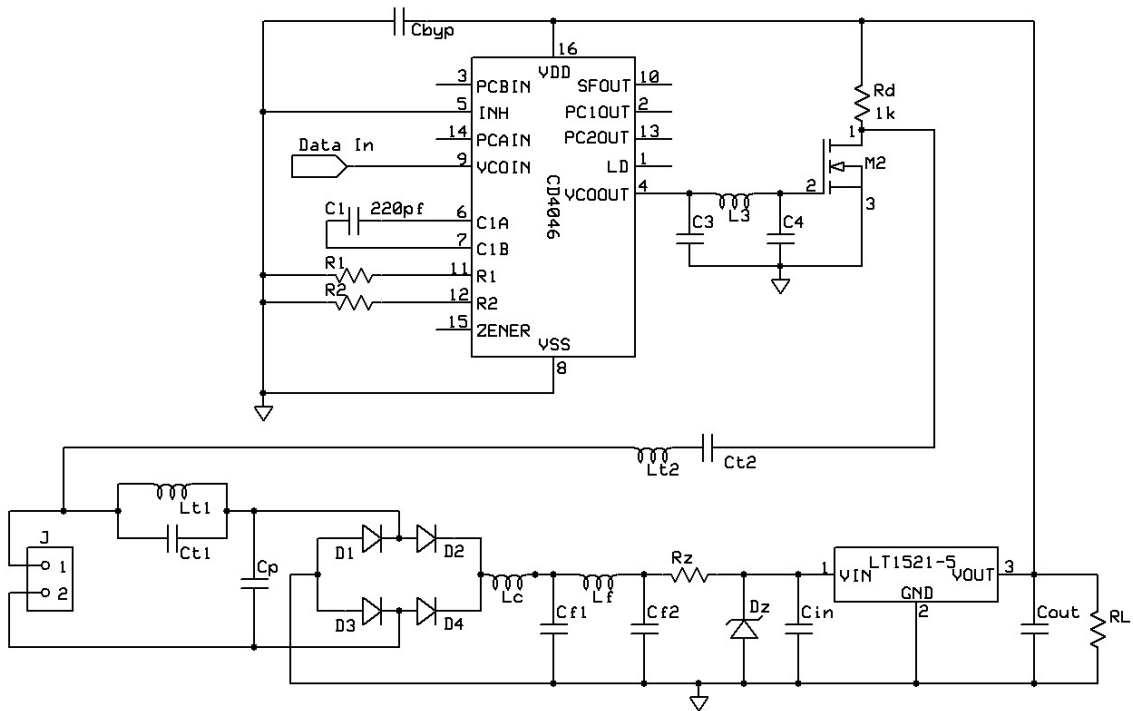 Cbyp
16
VDD
3 PCBIN SFOUT 10
5 INH PC1OUT 2
14 PCAIN PC2OUT 13
Data In
9 VCOIN LD 1
CD4046
VCOOUT 4
C1 220pf 6 C1A
7 C1B
R1 11 R1
R2 12 R2
15 ZENER
VSS
8
Rd
1k
1
M2
2
3
L3
C3
C4
Lt2
Ct2
Lt1
Ct1
J
1
2
Cp
D1
D2
D3
D4
Lc
Cf1
Lf
Cf2
Rz
Dz
Cin
1 VIN LT1521-5 VOUT 3
GND
2
Cout
RL